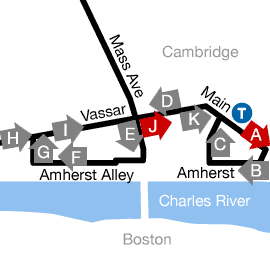 Mass Ave
Cambridge
D
Main
Vassar
K
T
J
A
H
I
E
G
F
C
B
Amherst Alley
Amherst
Charles River
Boston